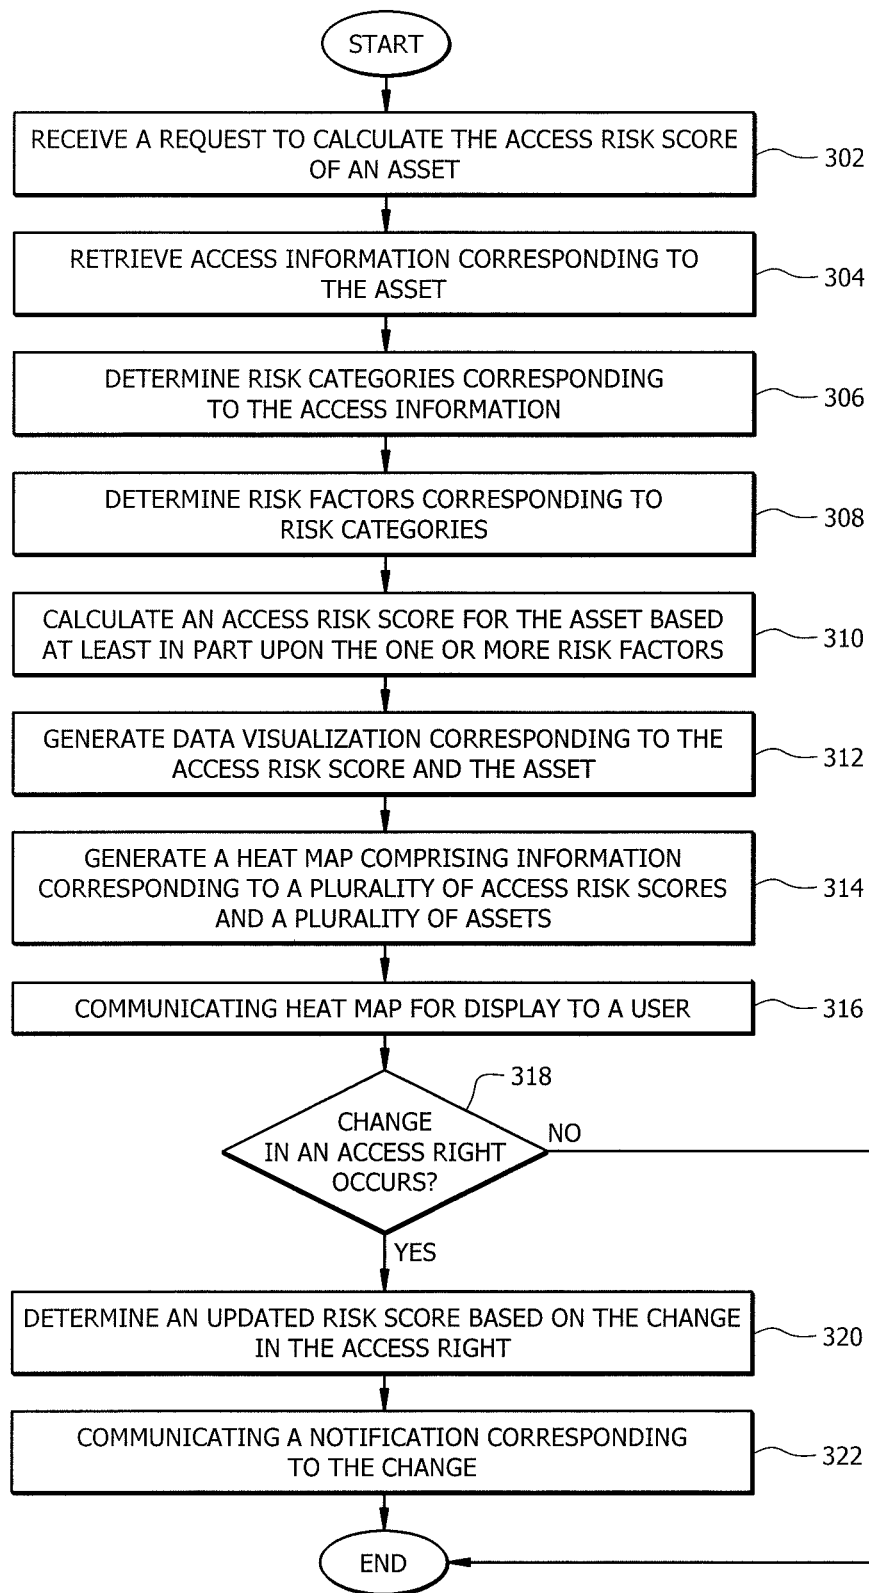 START
RECEIVE A REQUEST TO CALCULATE THE ACCESS RISK SCORE
OF AN ASSET
302
RETRIEVE ACCESS INFORMATION CORRESPONDING TO
THE ASSET
304
DETERMINE RISK CATEGORIES CORRESPONDING
TO THE ACCESS INFORMATION
306
DETERMINE RISK FACTORS CORRESPONDING TO
RISK CATEGORIES
308
CALCULATE AN ACCESS RISK SCORE FOR THE ASSET BASED
AT LEAST IN PART UPON THE ONE OR MORE RISK FACTORS
310
GENERATE DATA VISUALIZATION CORRESPONDING TO THE
ACCESS RISK SCORE AND THE ASSET
312
GENERATE A HEAT MAP COMPRISING INFORMATION
CORRESPONDING TO A PLURALITY OF ACCESS RISK SCORES
AND A PLURALITY OF ASSETS
314
COMMUNICATING HEAT MAP FOR DISPLAY TO A USER
316
318
CHANGE
IN AN ACCESS RIGHT
OCCURS?
NO
YES
DETERMINE AN UPDATED RISK SCORE BASED ON THE CHANGE
IN THE ACCESS RIGHT
320
COMMUNICATING A NOTIFICATION CORRESPONDING
TO THE CHANGE
322
END